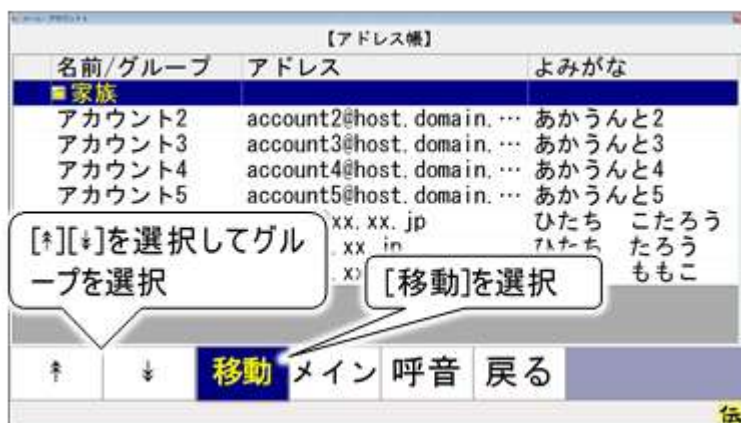 【アドレス帳】
名前/グループ アドレス よみがな
家族
アカウント2 account2@host.domain.… あかうんと2
アカウント3 account3@host.domain.… あかうんと3
アカウント4 account4@host.domain.… あかうんと4
アカウント5 account5@host.domain.… あかうんと5
xx.xx.jp ひたち こたろう
xx.jp ひたち たろう
ももこ
[↟][↡]を選択してグル
ープを選択
[移動]を選択
↟ ↡ 移動 メイン 呼音 戻る
伝